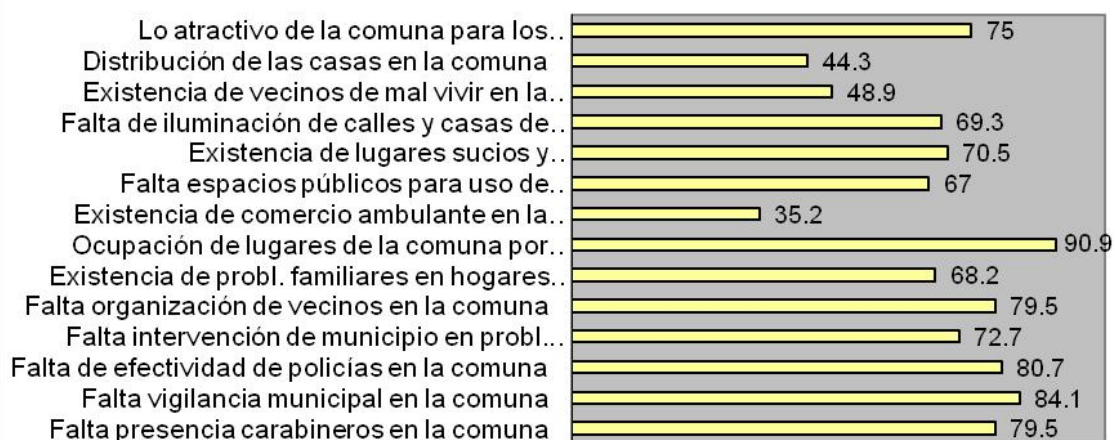 Lo atractivo de la comuna para los.. 75
Distribución de las casas en la comuna 44.3
Existencia de vecinos de mal vivir en la.. 48.9
Falta de iluminación de calles y casas de.. 69.3
Existencia de lugares sucios y.. 70.5
Falta espacios públicos para uso de.. 67
Existencia de comercio ambulante en la.. 35.2
Ocupación de lugares de la comuna por.. 90.9
Existencia de probl. familiares en hogares.. 68.2
Falta organización de vecinos en la comuna 79.5
Falta intervención de municipio en probl... 72.7
Falta de efectividad de policías en la comuna 80.7
Falta vigilancia municipal en la comuna 84.1
Falta presencia carabineros en la comuna 79.5